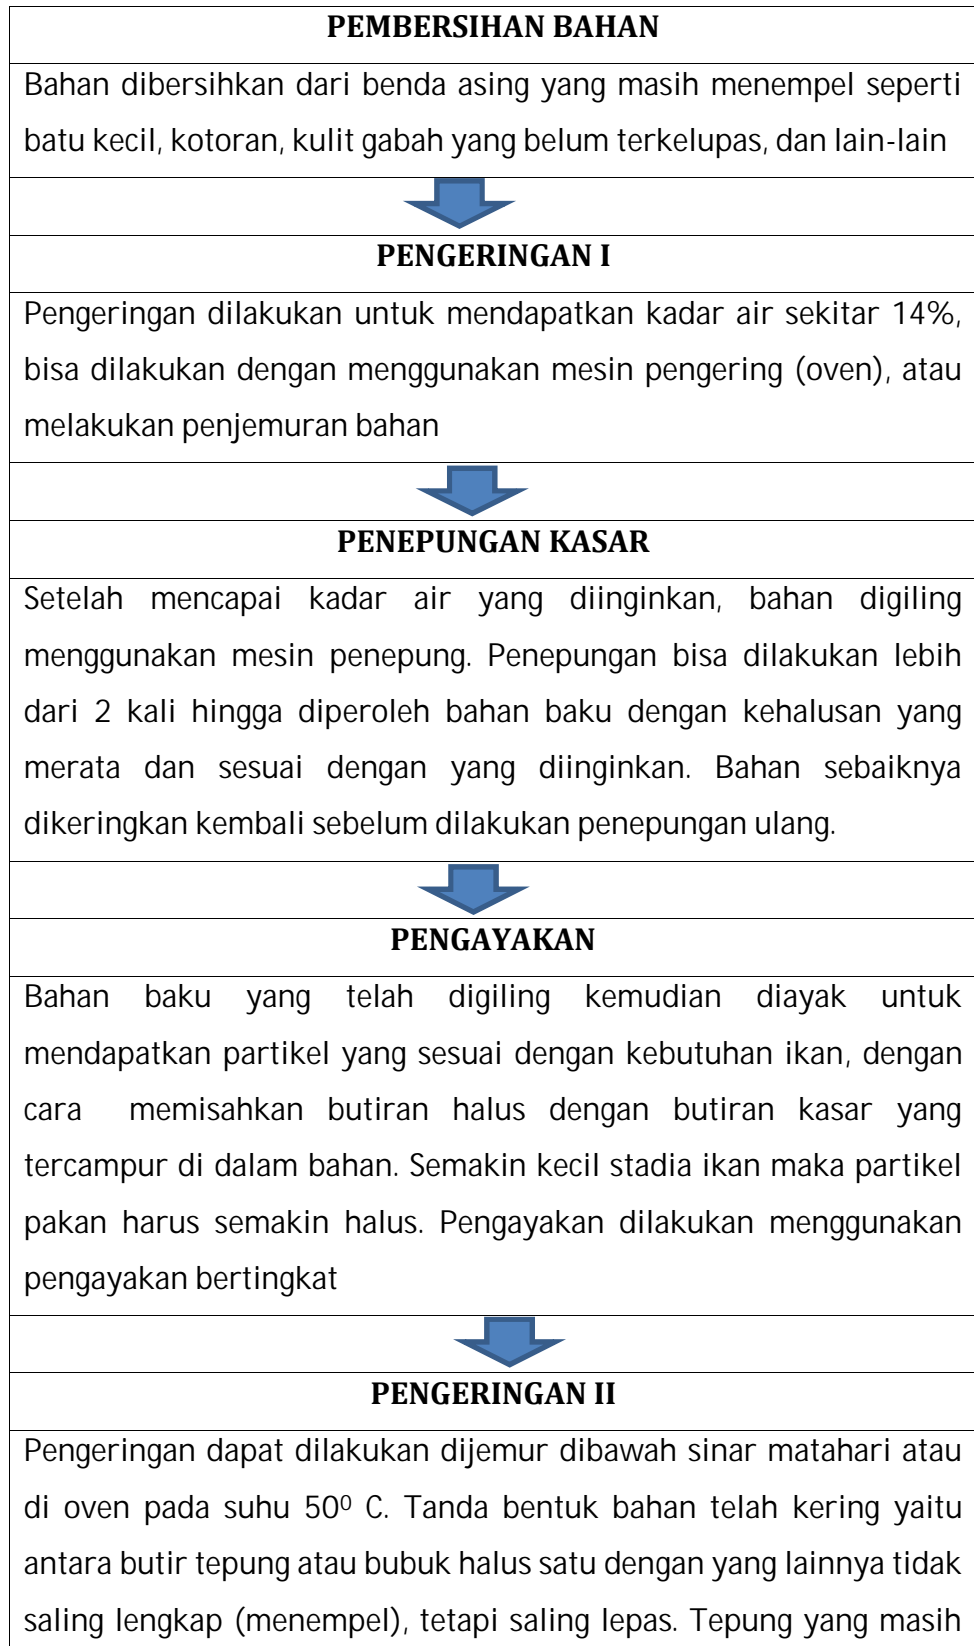 PEMBERSIHAN BAHAN
Bahan dibersihkan dari benda asing yang masih menempel seperti
batu kecil, kotoran, kulit gabah yang belum terkelupas, dan lain-lain
PENGERINGAN I
Pengeringan dilakukan untuk mendapatkan kadar air sekitar 14%,
bisa dilakukan dengan menggunakan mesin pengering (oven), atau
melakukan penjemuran bahan
PENEPUNGAN KASAR
Setelah mencapai kadar air yang diinginkan, bahan digiling
menggunakan mesin penepung. Penepungan bisa dilakukan lebih
dari 2 kali hingga diperoleh bahan baku dengan kehalusan yang
merata dan sesuai dengan yang diinginkan. Bahan sebaiknya
dikeringkan kembali sebelum dilakukan penepungan ulang.
PENGAYAKAN
Bahan baku yang telah digiling kemudian diayak untuk
mendapatkan partikel yang sesuai dengan kebutuhan ikan, dengan
cara memisahkan butiran halus dengan butiran kasar yang
tercampur di dalam bahan. Semakin kecil stadia ikan maka partikel
pakan harus semakin halus. Pengayakan dilakukan menggunakan
pengayakan bertingkat
PENGERINGAN II
Pengeringan dapat dilakukan dijemur dibawah sinar matahari atau
di oven pada suhu 50⁰ C. Tanda bentuk bahan telah kering yaitu
antara butir tepung atau bubuk halus satu dengan yang lainnya tidak
saling lengkap (menempel), tetapi saling lepas. Tepung yang masih